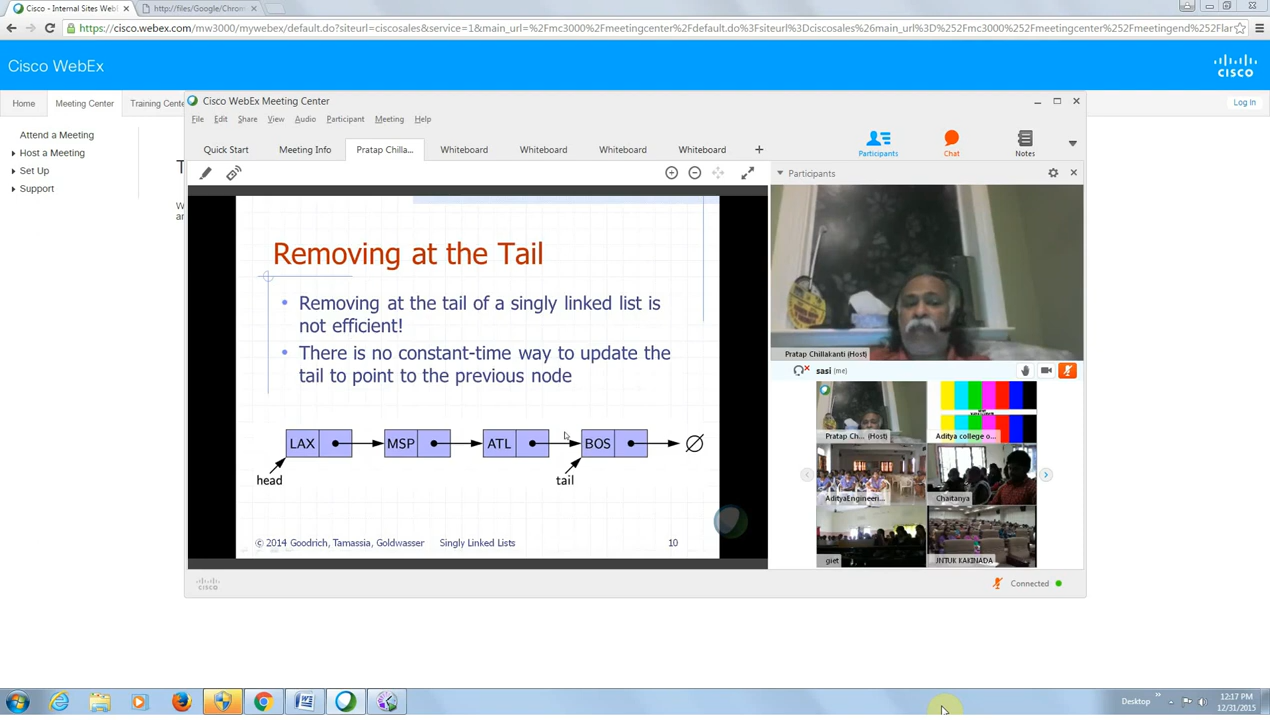 Cisco - Internal Sites Web
http://files/Google/Chrom
https://cisco.webex.com/mw3000/mywebex/default.do?siteurl=ciscosales&service=1&main_url=%2Fmc3000%2Fmeetingcenter%2Fdefault.do%3Fsiteurl%3Dciscosales%26main_url%3D%252Fmc3000%252Fmeetingcenter%252Fmeetingend%252Flar
Cisco WebEx
CISCO
Home
Meeting Center
Training Cente
Log In
Attend a Meeting
Host a Meeting
Set Up
Support
Cisco WebEx Meeting Center
File Edit Share View Audio Participant Meeting Help
Quick Start
Meeting Info
Pratap Chilla...
Whiteboard
Whiteboard
Whiteboard
Whiteboard
Participants
Chat
Notes
Participants
Removing at the Tail
• Removing at the tail of a singly linked list is
not efficient!
• There is no constant-time way to update the
tail to point to the previous node
LAX MSP ATL BOS ∅
head tail
© 2014 Goodrich, Tamassia, Goldwasser Singly Linked Lists 10
Pratap Chillakanti (Host)
sasi (me)
Pratap Ch... (Host)
Aditya college o...
AdityaEngineeri...
Chaitanya
giet
JNTUK KAKINADA
cisco
Connected
Desktop
12:17 PM
12/31/2015